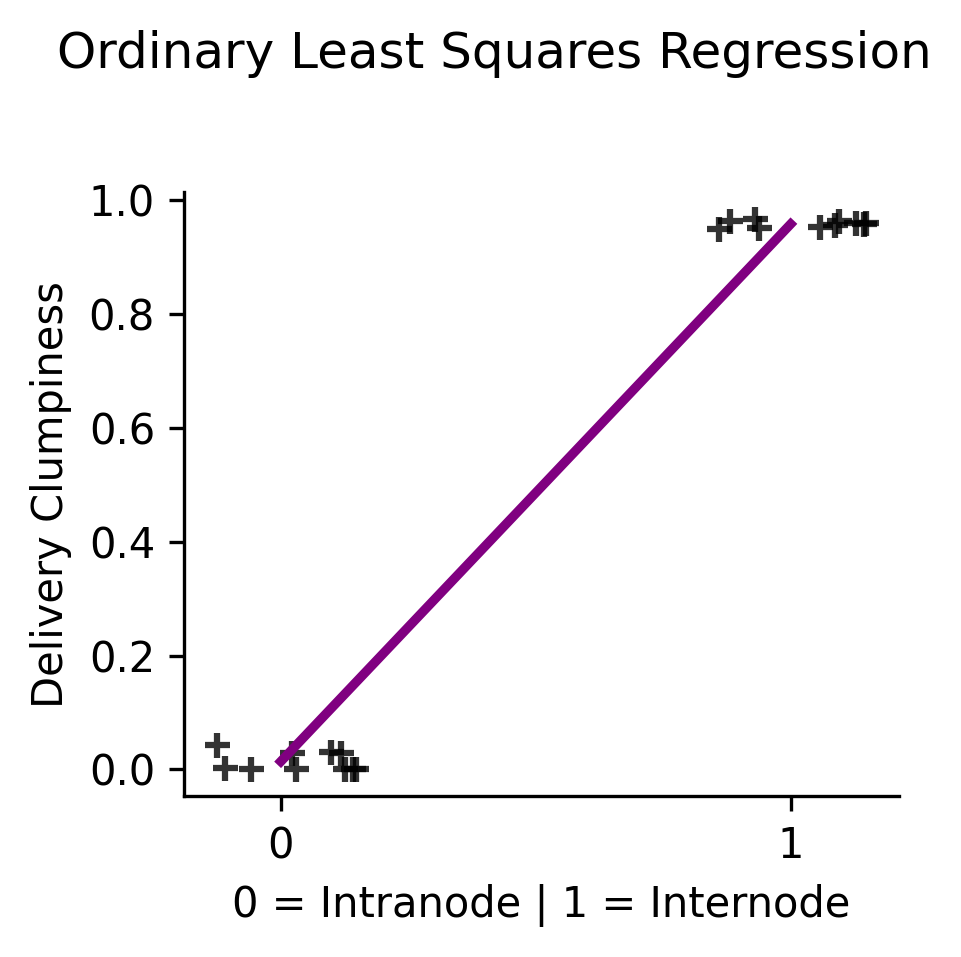 Ordinary Least Squares Regression
Delivery Clumpiness
1.0
0.8
0.6
0.4
0.2
0.0
0
1
0 = Intranode | 1 = Internode